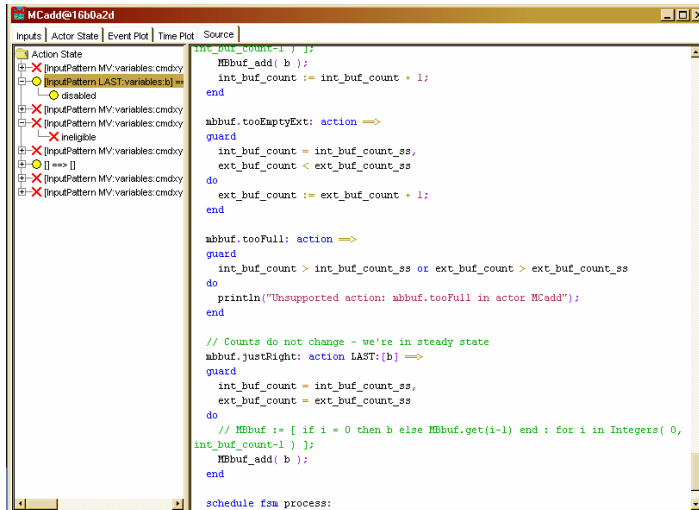 MCadd@16b0a2d
Inputs Actor State Event Plot Time Plot Source
Action State
[InputPattern MV:variables:cmdxy
[InputPattern LAST:variables:b] ==
disabled
[InputPattern MV:variables:cmdxy
[InputPattern MV:variables:cmdxy
ineligible
[InputPattern MV:variables:cmdxy
[] ==> []
[InputPattern MV:variables:cmdxy
int_buf_count-1 ) ];
MBbuf_add( b );
int_buf_count := int_buf_count + 1;
end
mbbuf.tooEmptyExt: action ==>
guard
int_buf_count = int_buf_count_ss,
ext_buf_count < ext_buf_count_ss
do
ext_buf_count := ext_buf_count + 1;
end
mbbuf.tooFull: action ==>
guard
int_buf_count > int_buf_count_ss or ext_buf_count > ext_buf_count_ss
do
println("Unsupported action: mbbuf.tooFull in actor MCadd");
end
// Counts do not change - we're in steady state
mbbuf.justRight: action LAST:[b] ==>
guard
int_buf_count = int_buf_count_ss,
ext_buf_count = ext_buf_count_ss
do
// MBbuf := [ if i = 0 then b else MBbuf.get(i-1) end : for i in Integers( 0,
int_buf_count-1 ) ];
MBbuf_add( b );
end
schedule fsm process: